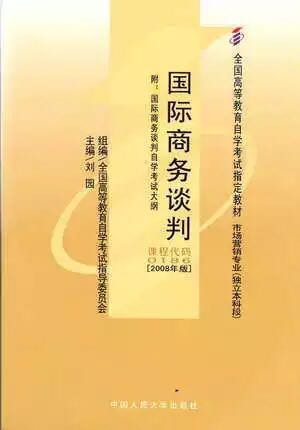 全国高等教育自学考试指定教材
市场营销专业(独立本科段)
国际商务谈判
课程代码
0186
[2008年版]
附:国际商务谈判自学考试大纲
组编/全国高等教育自学考试指导委员会
主编/刘园
中国人民大学出版社